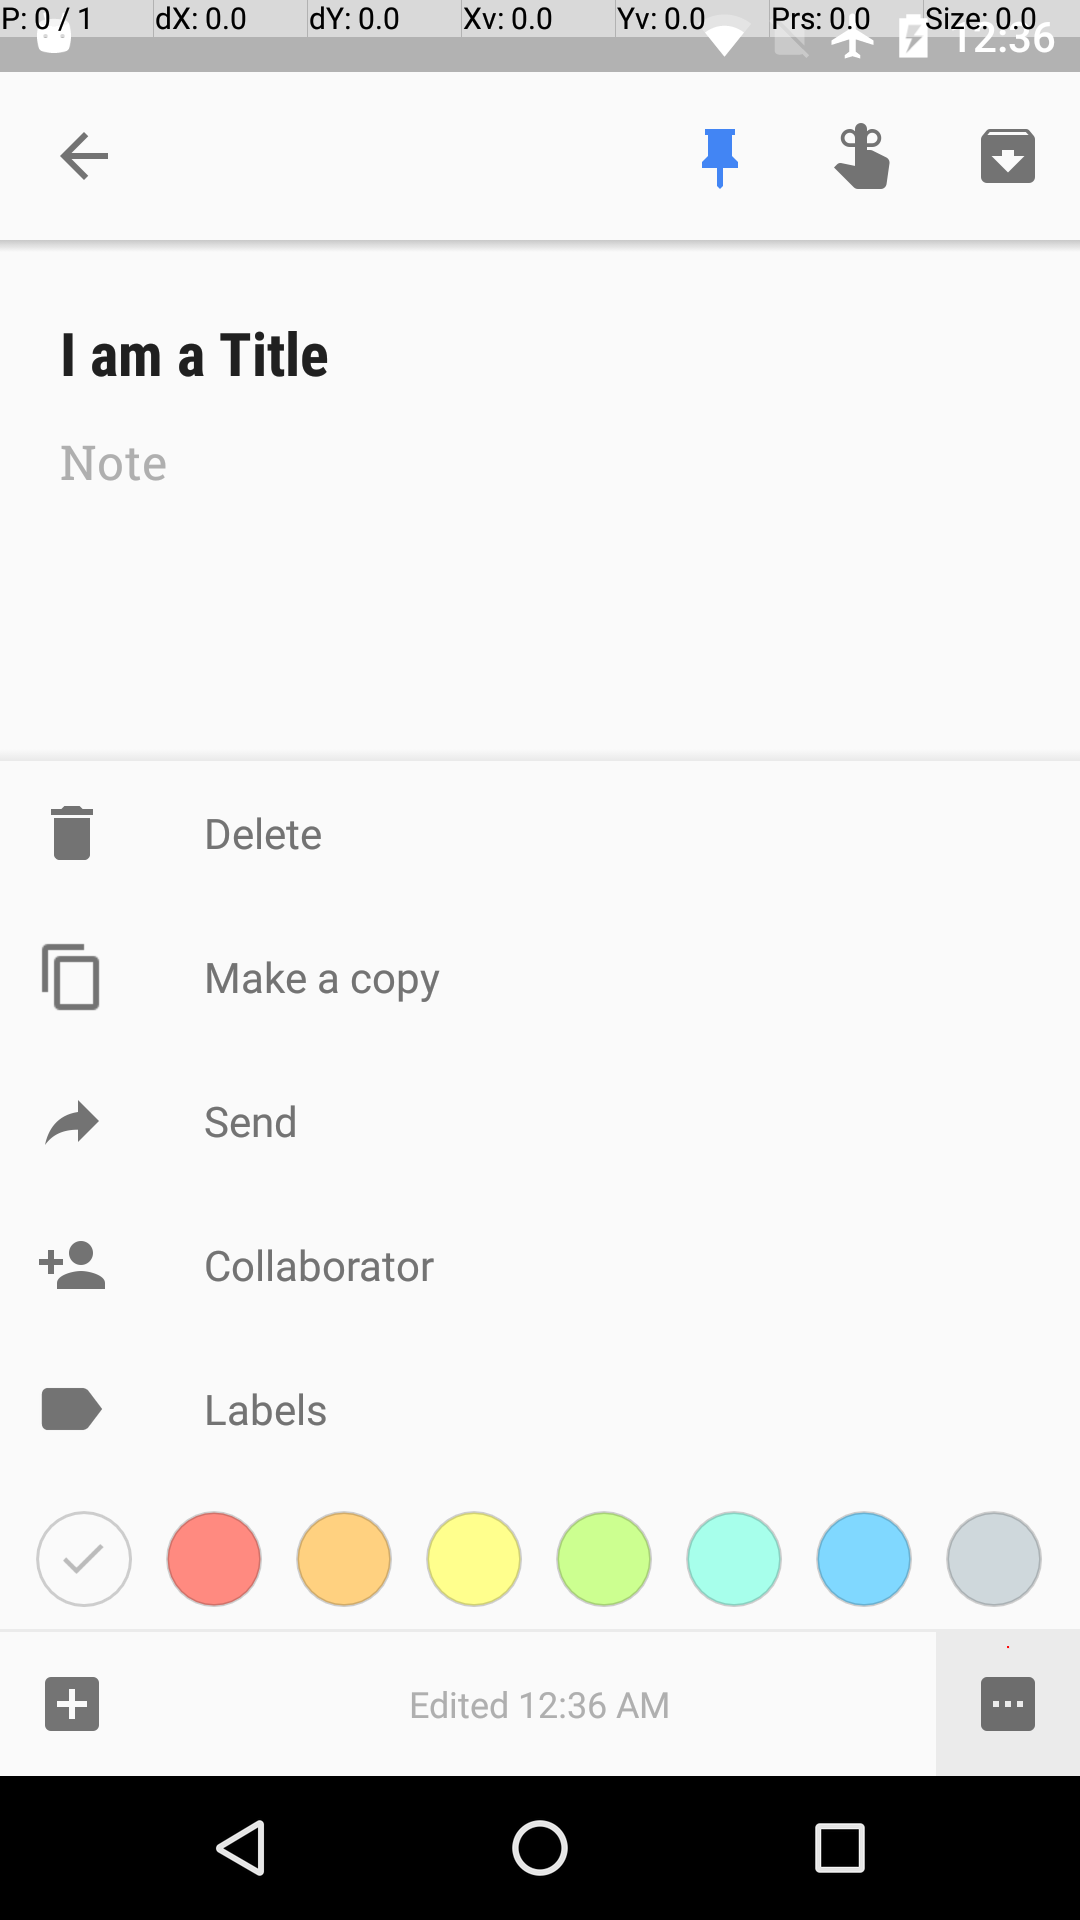 P: 0 / 1 dX: 0.0 dY: 0.0 Xv: 0.0 Yv: 0.0 Prs: 0.0 Size: 0.0
12:36
I am a Title
Note
Delete
Make a copy
Send
Collaborator
Labels
Edited 12:36 AM